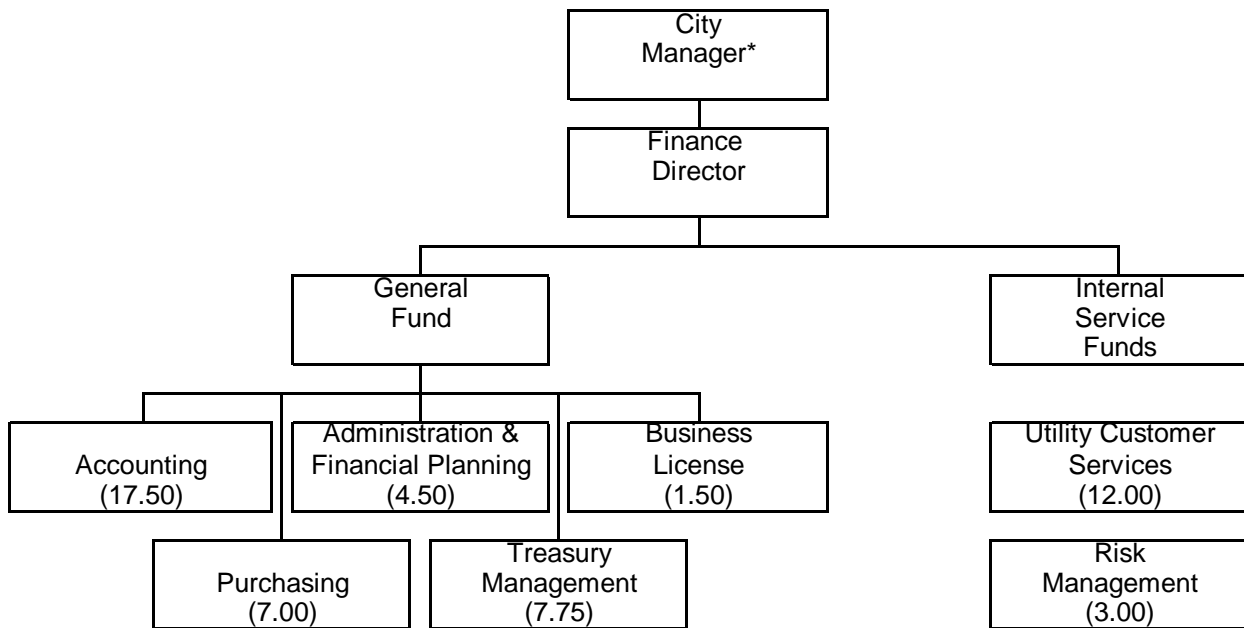 City
Manager*
Finance
Director
General
Fund
Internal
Service
Funds
Accounting
(17.50)
Administration &
Financial Planning
(4.50)
Business
License
(1.50)
Utility Customer
Services
(12.00)
Purchasing
(7.00)
Treasury
Management
(7.75)
Risk
Management
(3.00)